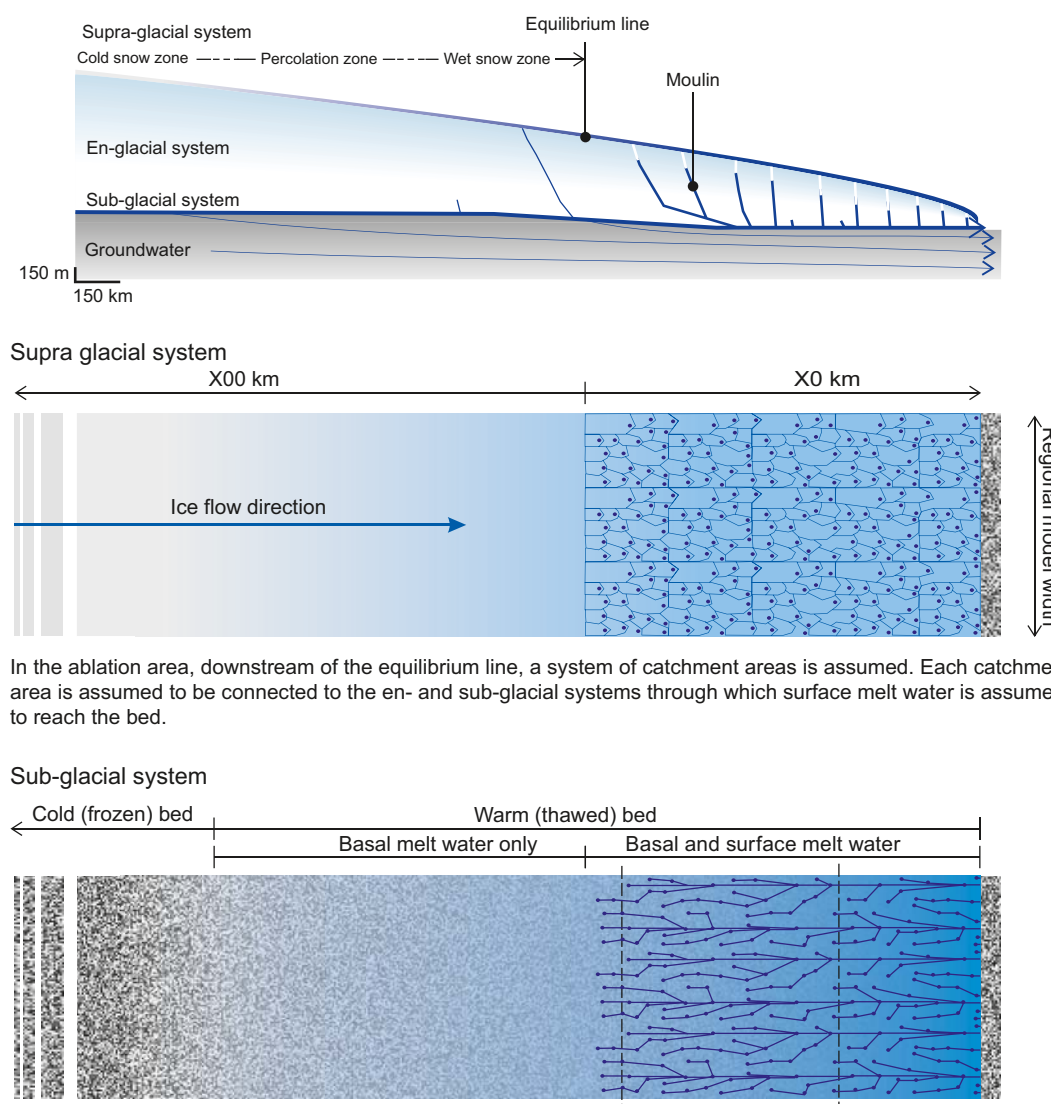 Supra-glacial system
Equilibrium line
Cold snow zone
Percolation zone
Wet snow zone
Moulin
En-glacial system
Sub-glacial system
Groundwater
150 m
150 km
Supra glacial system
X00 km
X0 km
Ice flow direction
Regional model width
In the ablation area, downstream of the equilibrium line, a system of catchment areas is assumed. Each catchme
area is assumed to be connected to the en- and sub-glacial systems through which surface melt water is assume
to reach the bed.
Sub-glacial system
Cold (frozen) bed
Warm (thawed) bed
Basal melt water only
Basal and surface melt water